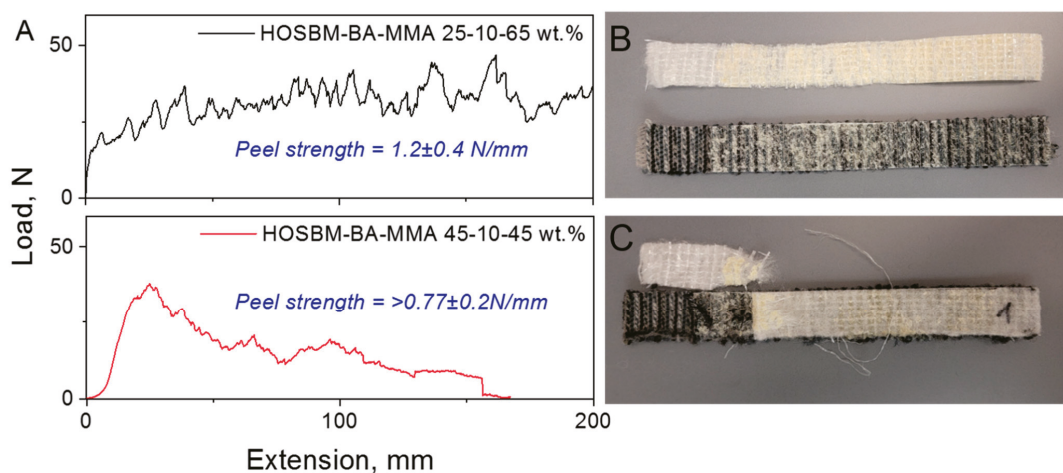 A
50
HOSBM-BA-MMA 25-10-65 wt.%
Peel strength = 1.2±0.4 N/mm
0
50
HOSBM-BA-MMA 45-10-45 wt.%
Peel strength = >0.77±0.2N/mm
0
0
100
200
Load, N
Extension, mm
B
C
1